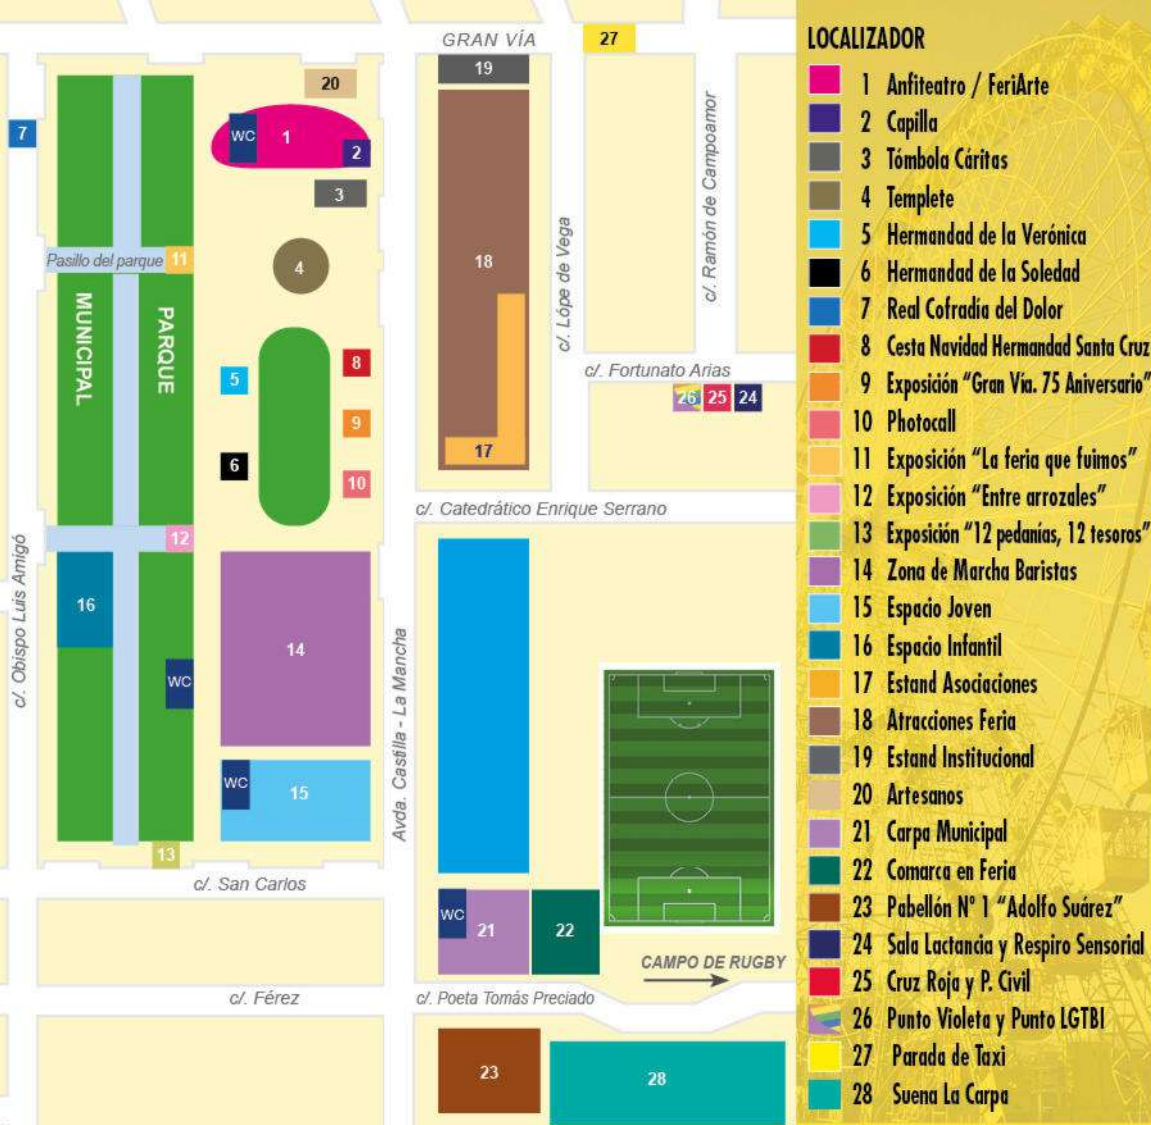 GRAN VÍA
27
LOCALIZADOR
19
20
7
WC
1
2
3
Pasillo del parque
11
4
18
c/. Lópe de Vega
c/. Ramón de Campoamor
MUNICIPAL
PARQUE
5
8
9
6
10
c/. Fortunato Arias
26
25
24
17
c/. Catedrático Enrique Serrano
12
c/. Obispo Luis Amigó
16
14
WC
Avda. Castilla - La Mancha
WC
15
13
c/. San Carlos
WC
21
22
CAMPO DE RUGBY
c/. Férez
c/. Poeta Tomás Preciado
23
28
1 Anfiteatro / FeriArte
2 Capilla
3 Tómbola Cáritas
4 Templete
5 Hermandad de la Verónica
6 Hermandad de la Soledad
7 Real Cofradía del Dolor
8 Cesta Navidad Hermandad Santa Cruz
9 Exposición “Gran Vía. 75 Aniversario”
10 Photocall
11 Exposición “La feria que fuimos”
12 Exposición “Entre arrozales”
13 Exposición “12 pedanías, 12 tesoros”
14 Zona de Marcha Baristas
15 Espacio Joven
16 Espacio Infantil
17 Estand Asociaciones
18 Atracciones Feria
19 Estand Institucional
20 Artesanos
21 Carpa Municipal
22 Comarca en Feria
23 Pabellón Nº 1 “Adolfo Suárez”
24 Sala Lactancia y Respiro Sensorial
25 Cruz Roja y P. Civil
26 Punto Violeta y Punto LGTBI
27 Parada de Taxi
28 Suena La Carpa